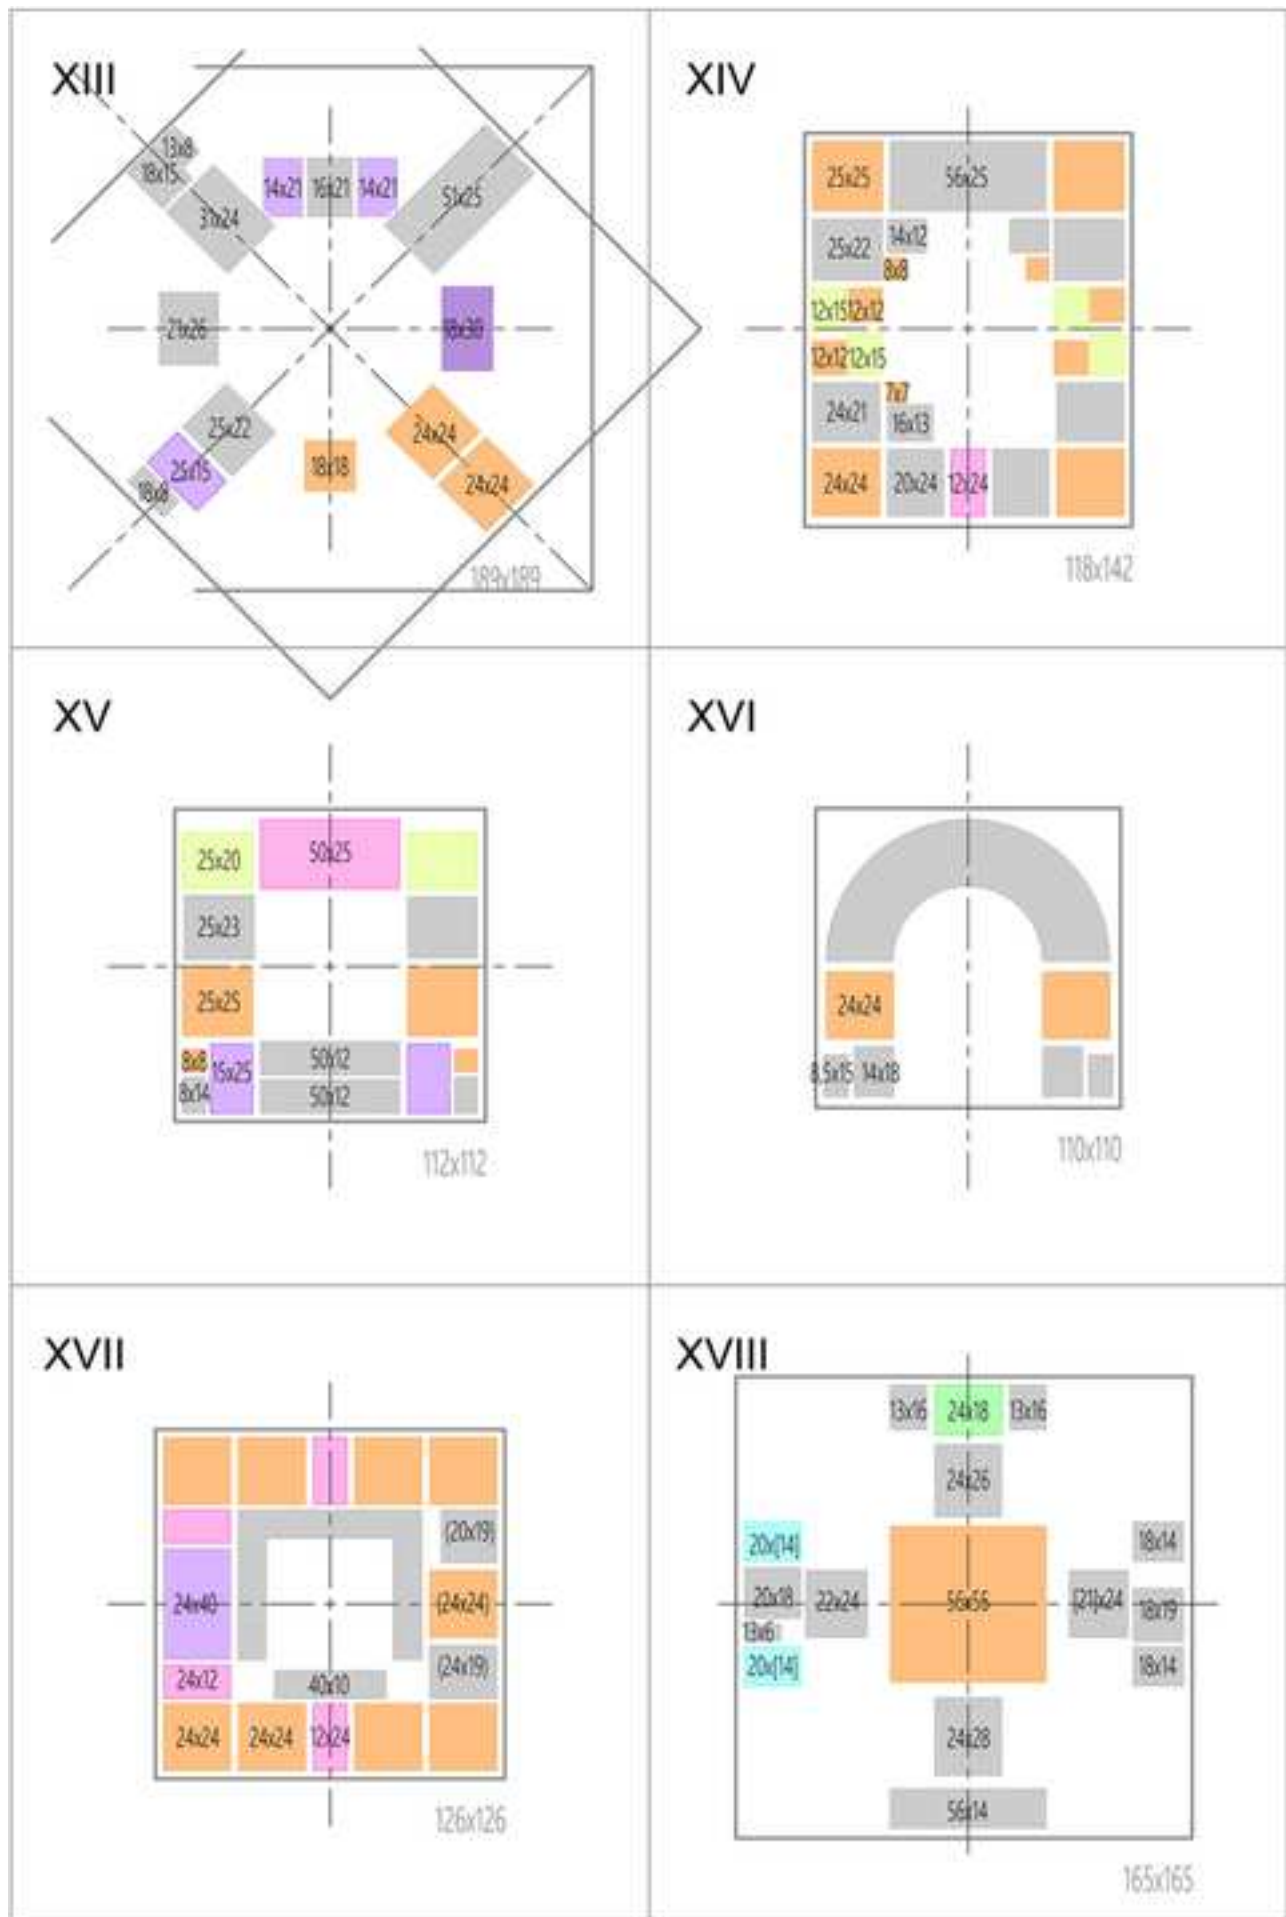 XIII
13x8
18x15
31x24
14x21
16x21
14x21
51x25
21x26
18x30
25x22
25x15
18x8
18x18
24x24
24x24
189x189
XIV
25x25
56x25
25x22
14x12
8x8
12x15
12x12
12x12
12x15
7x7
24x21
16x13
24x24
20x24
12x24
118x142
XV
25x20
50x25
25x23
25x25
8x8
15x25
50x12
8x14
50x12
112x112
XVI
24x24
8,5x15
14x18
110x110
XVII
(20x19)
24x40
(24x24)
24x12
40x10
(24x19)
24x24
24x24
12x24
126x126
XVIII
13x16
24x18
13x16
24x26
20x[14]
18x14
20x18
22x24
56x56
(21)x24
18x19
13x6
20x[14]
18x14
24x28
56x14
165x165